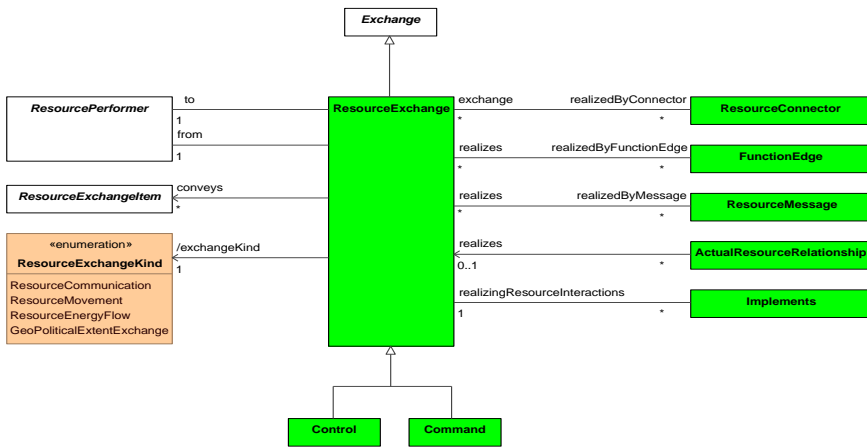 Exchange
ResourcePerformer
to
1
from
1
ResourceExchange
exchange
*
realizedByConnector
*
ResourceConnector
realizes
*
realizedByFunctionEdge
*
FunctionEdge
ResourceExchangeItem
conveys
*
realizes
*
realizedByMessage
*
ResourceMessage
«enumeration»
ResourceExchangeKind
ResourceCommunication
ResourceMovement
ResourceEnergyFlow
GeoPoliticalExtentExchange
/exchangeKind
1
realizes
0..1
*
ActualResourceRelationship
realizingResourceInteractions
1
*
Implements
Control
Command